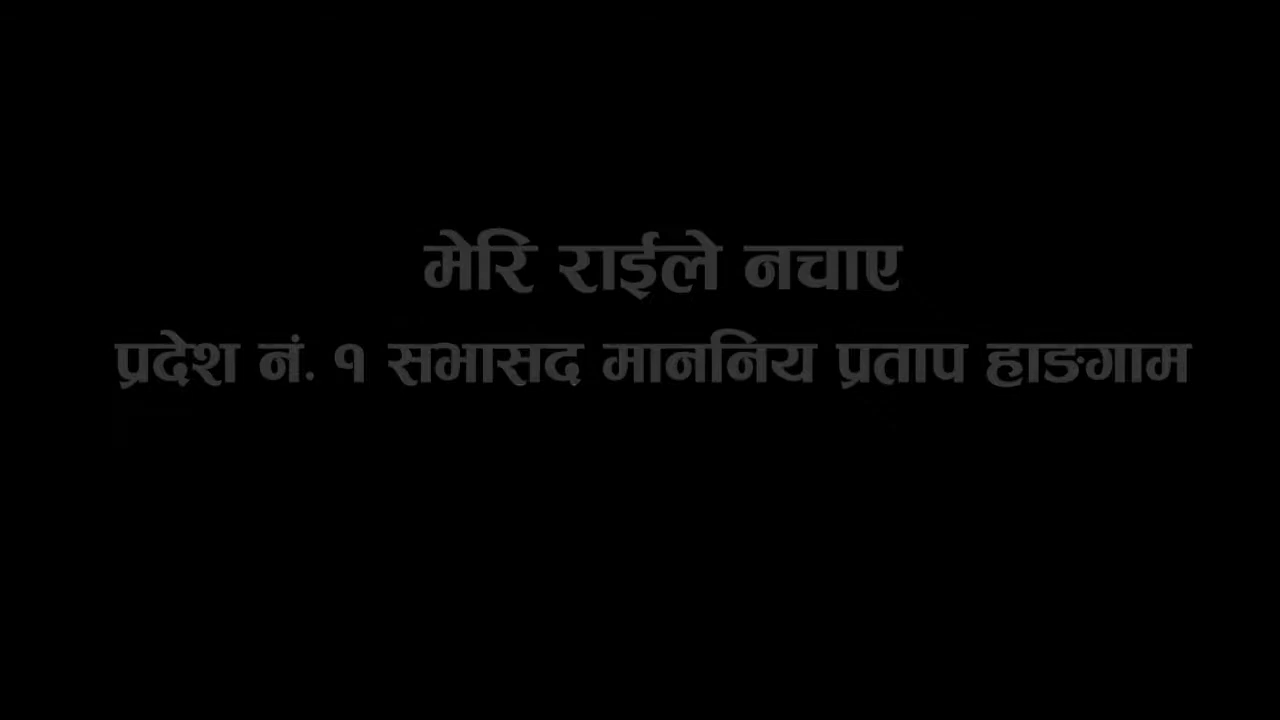 मेरि राईले नचाए
प्रदेश नं. १ सभासद माननिय प्रताप हाङगाम